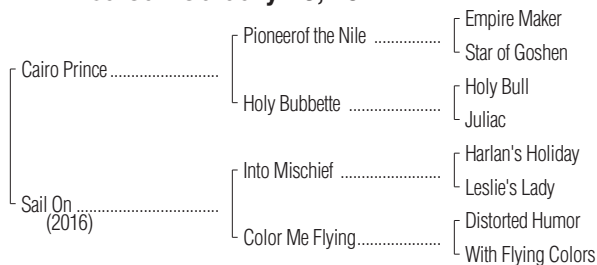 Empire Maker
Pioneerof the Nile ................
Star of Goshen
Cairo Prince ......................
Holy Bull
Holy Bubbette ....................
Juliac
Harlan's Holiday
Into Mischief ....................
Leslie's Lady
Sail On ............................
(2016)
Distorted Humor
Color Me Flying.................
With Flying Colors